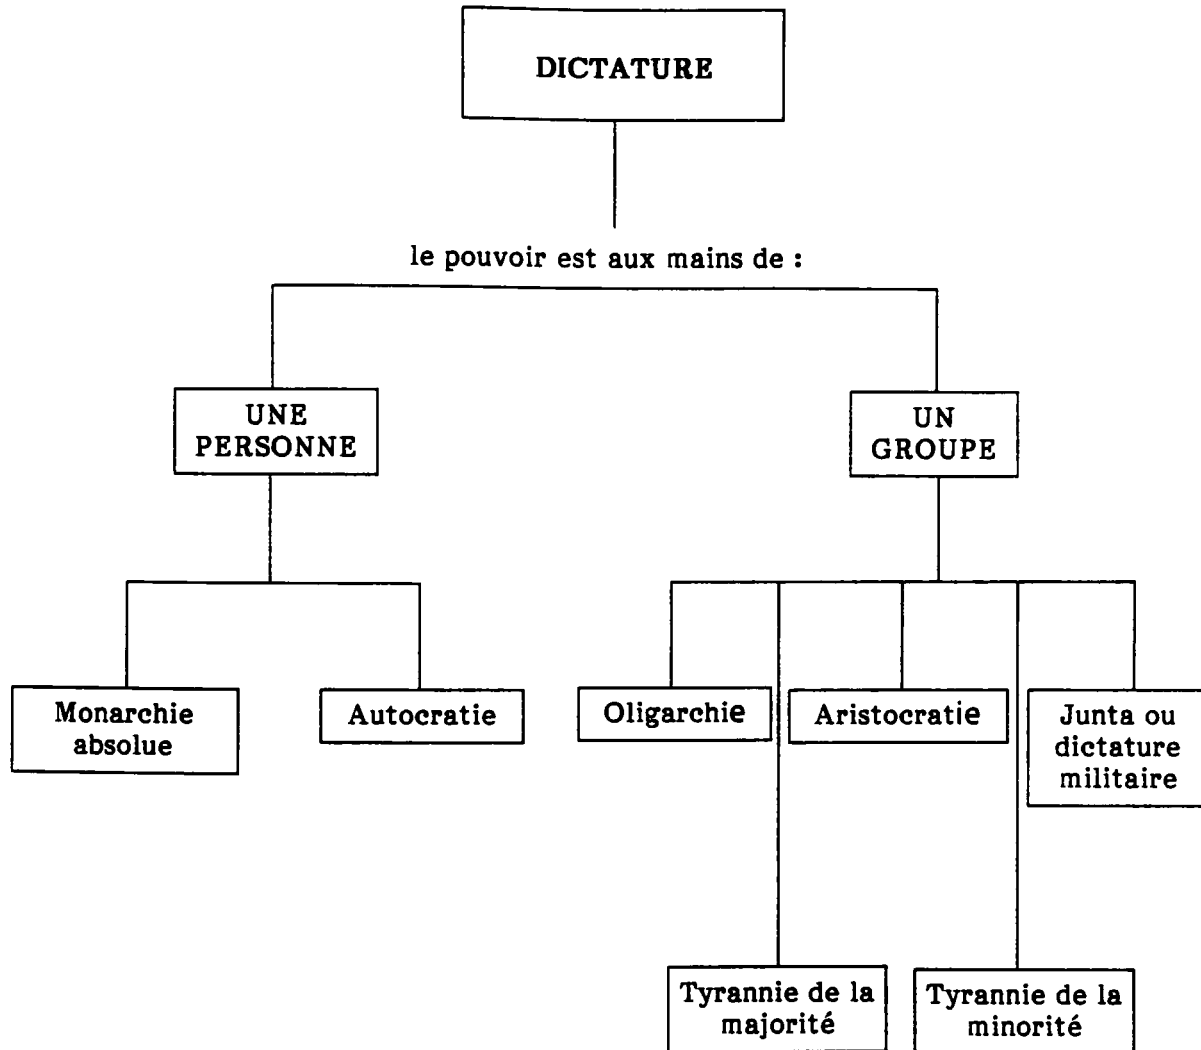 DICTATURE
le pouvoir est aux mains de :
UNE
PERSONNE
UN
GROUPE
Monarchie
absolue
Autocratie
Oligarchie
Aristocratie
Junta ou
dictature
militaire
Tyrannie de la
majorité
Tyrannie de la
minorité